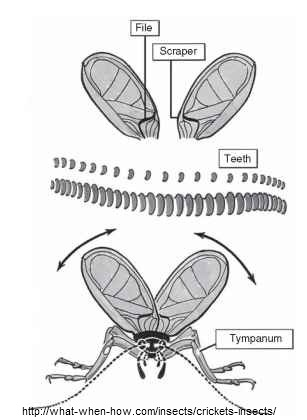 File
Scraper
Teeth
Tympanum
http://what-when-how.com/insects/crickets-insects/